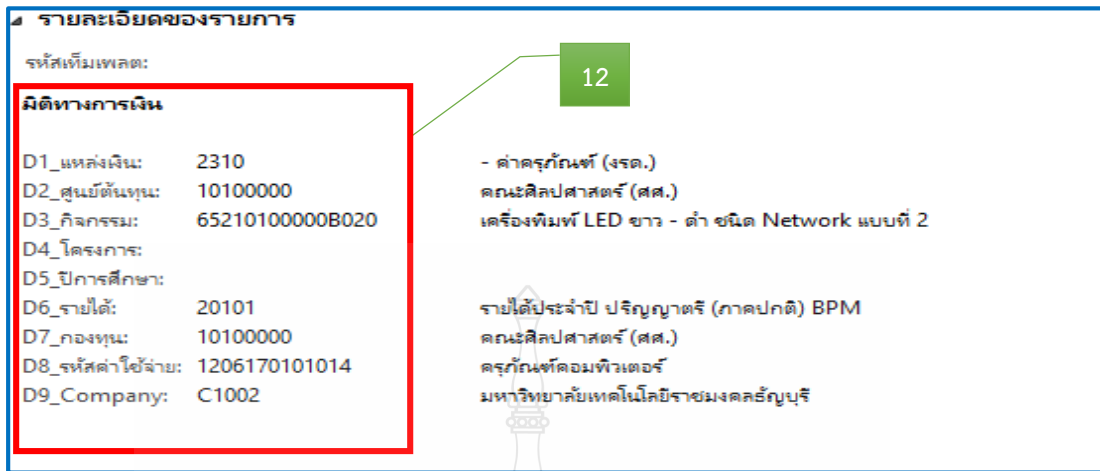 รายละเอียดของรายการ
รหัสเท็มเพลต:
12
มิติทางการเงิน
D1_แหล่งเงิน: 2310 - ค่าครุภัณฑ์ (งรด.)
D2_ศูนย์ต้นทุน: 10100000 คณะศิลปศาสตร์ (ศศ.)
D3_กิจกรรม: 65210100000B020 เครื่องพิมพ์ LED ขาว - ดำ ชนิด Network แบบที่ 2
D4_โครงการ:
D5_ปีการศึกษา:
D6_รายได้: 20101 รายได้ประจำปี ปริญญาตรี (ภาคปกติ) BPM
D7_กองทุน: 10100000 คณะศิลปศาสตร์ (ศศ.)
D8_รหัสค่าใช้จ่าย: 1206170101014 ครุภัณฑ์คอมพิวเตอร์
D9_Company: C1002 มหาวิทยาลัยเทคโนโลยีราชมงคลธัญบุรี